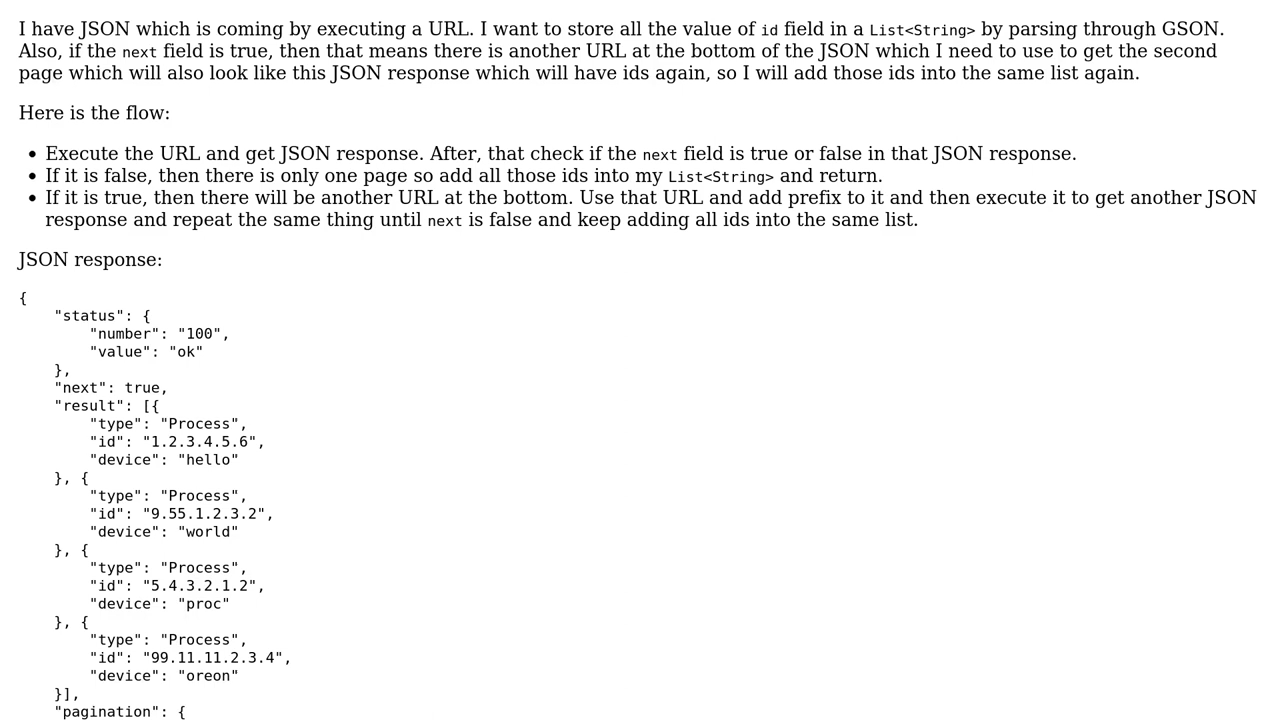 I have JSON which is coming by executing a URL. I want to store all the value of id field in a List<String> by parsing through GSON.
Also, if the next field is true, then that means there is another URL at the bottom of the JSON which I need to use to get the second
page which will also look like this JSON response which will have ids again, so I will add those ids into the same list again.
Here is the flow:
• Execute the URL and get JSON response. After, that check if the next field is true or false in that JSON response.
• If it is false, then there is only one page so add all those ids into my List<String> and return.
• If it is true, then there will be another URL at the bottom. Use that URL and add prefix to it and then execute it to get another JSON
response and repeat the same thing until next is false and keep adding all ids into the same list.
JSON response:
{
    "status": {
        "number": "100",
        "value": "ok"
    },
    "next": true,
    "result": [{
        "type": "Process",
        "id": "1.2.3.4.5.6",
        "device": "hello"
    }, {
        "type": "Process",
        "id": "9.55.1.2.3.2",
        "device": "world"
    }, {
        "type": "Process",
        "id": "5.4.3.2.1.2",
        "device": "proc"
    }, {
        "type": "Process",
        "id": "99.11.11.2.3.4",
        "device": "oreon"
    }],
    "pagination": {